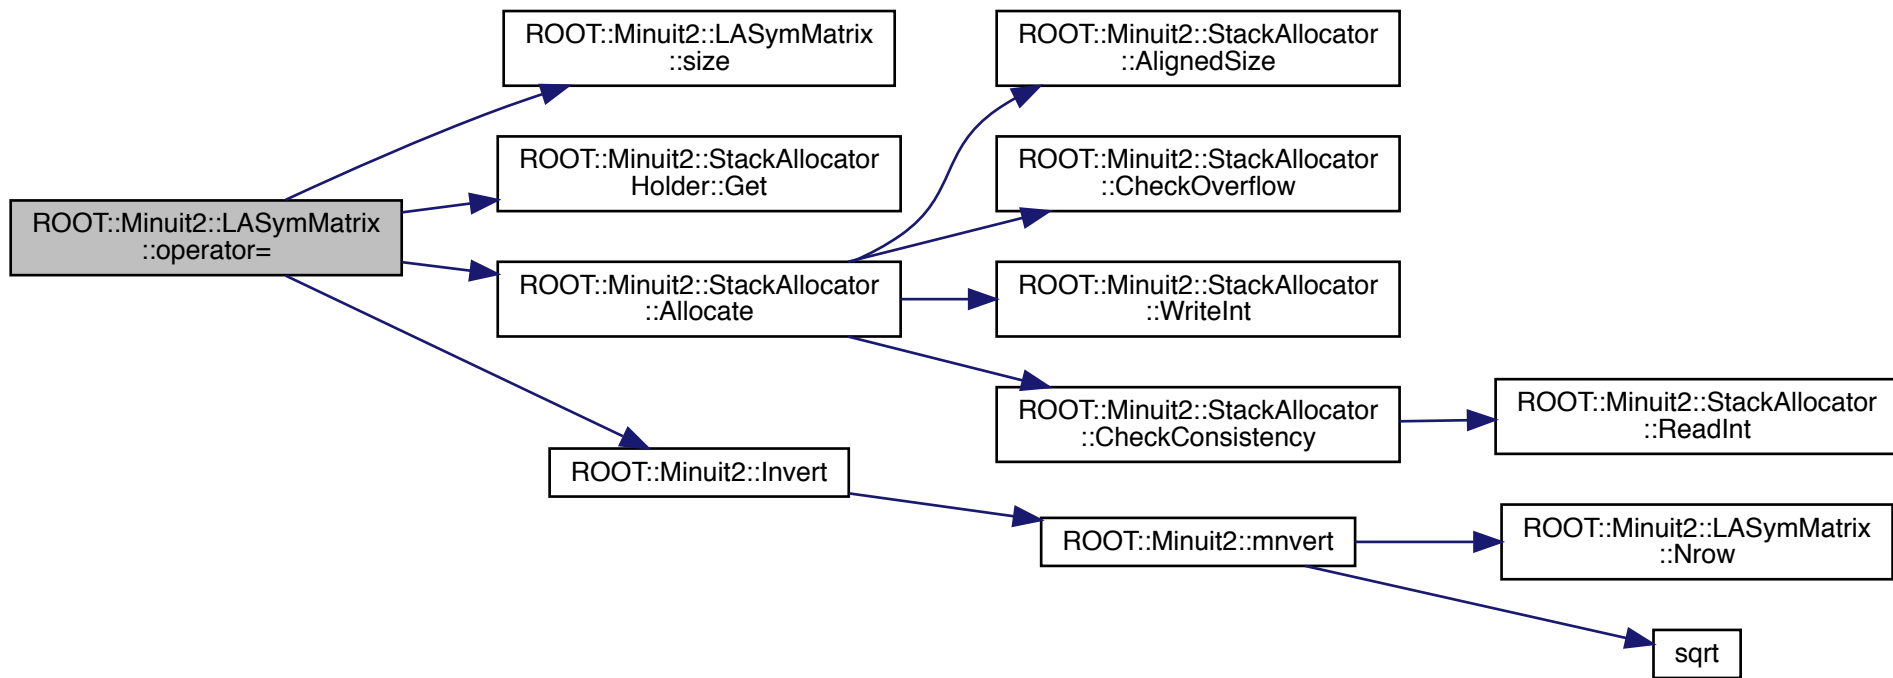 ROOT::Minuit2::LASymMatrix
::operator=
ROOT::Minuit2::LASymMatrix
::size
ROOT::Minuit2::StackAllocator
Holder::Get
ROOT::Minuit2::StackAllocator
::Allocate
ROOT::Minuit2::Invert
ROOT::Minuit2::StackAllocator
::AlignedSize
ROOT::Minuit2::StackAllocator
::CheckOverflow
ROOT::Minuit2::StackAllocator
::WriteInt
ROOT::Minuit2::StackAllocator
::CheckConsistency
ROOT::Minuit2::mnvert
ROOT::Minuit2::StackAllocator
::ReadInt
ROOT::Minuit2::LASymMatrix
::Nrow
sqrt